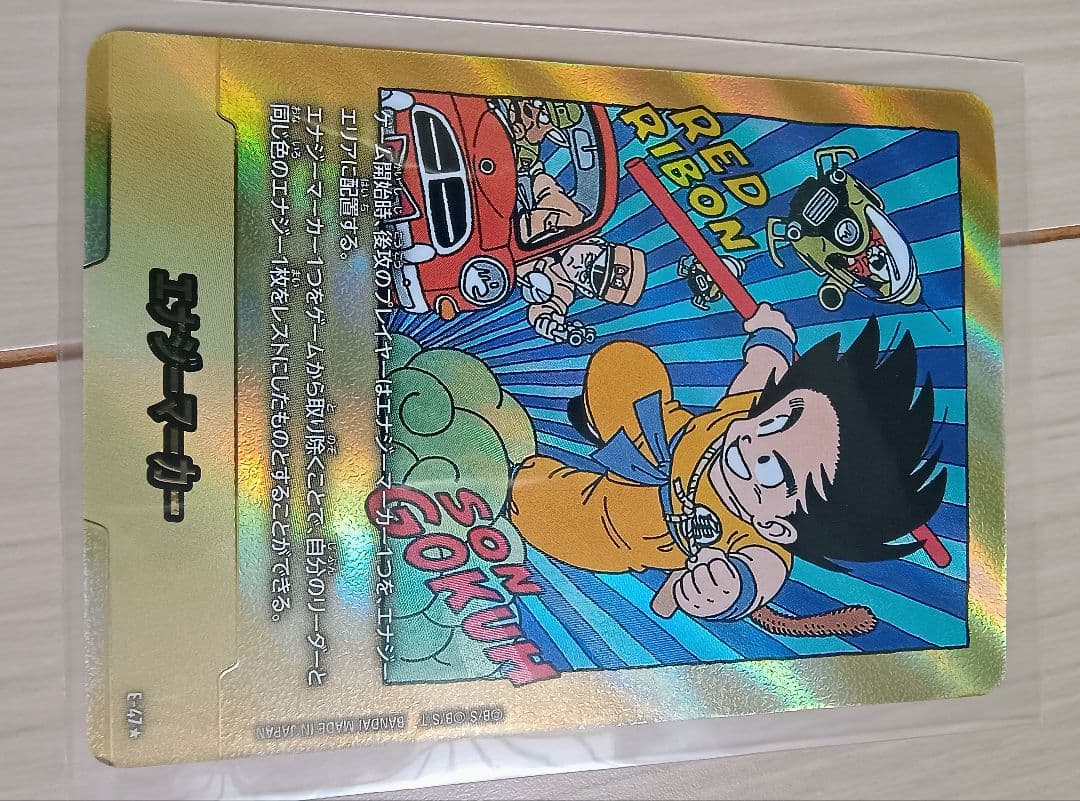 RED
RIBON
SON
GOKUH
ゲーム開始時、後攻のプレイヤーはエナジーマーカー1つを、エナジー
エリアに配置する。
エナジーマーカー1つをゲームから取り除くことで、自分のリーダーと
同じ色のエナジー1枚をレストにしたものとすることができる。
エナジーマーカー
©B/S ©B/S/T
BANDAI MADE IN JAPAN
E-47★